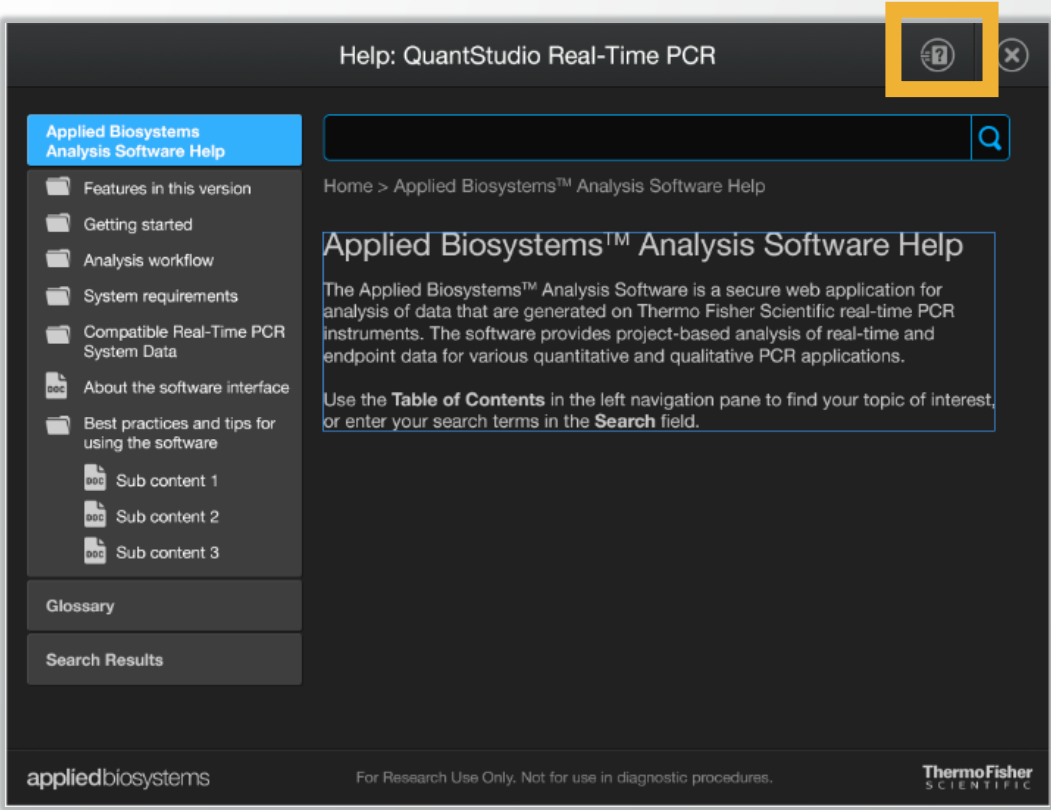 Help: QuantStudio Real-Time PCR
?
Applied Biosystems
Analysis Software Help
Features in this version
Getting started
Analysis workflow
System requirements
Compatible Real-Time PCR
System Data
DOC About the software interface
Best practices and tips for
using the software
DOC Sub content 1
DOC Sub content 2
DOC Sub content 3
Glossary
Search Results
Home > Applied Biosystems™ Analysis Software Help
Applied Biosystems™ Analysis Software Help
The Applied Biosystems™ Analysis Software is a secure web application for
analysis of data that are generated on Thermo Fisher Scientific real-time PCR
instruments. The software provides project-based analysis of real-time and
endpoint data for various quantitative and qualitative PCR applications.
Use the Table of Contents in the left navigation pane to find your topic of interest,
or enter your search terms in the Search field.
appliedbiosystems
For Research Use Only. Not for use in diagnostic procedures.
ThermoFisher
SCIENTIFIC